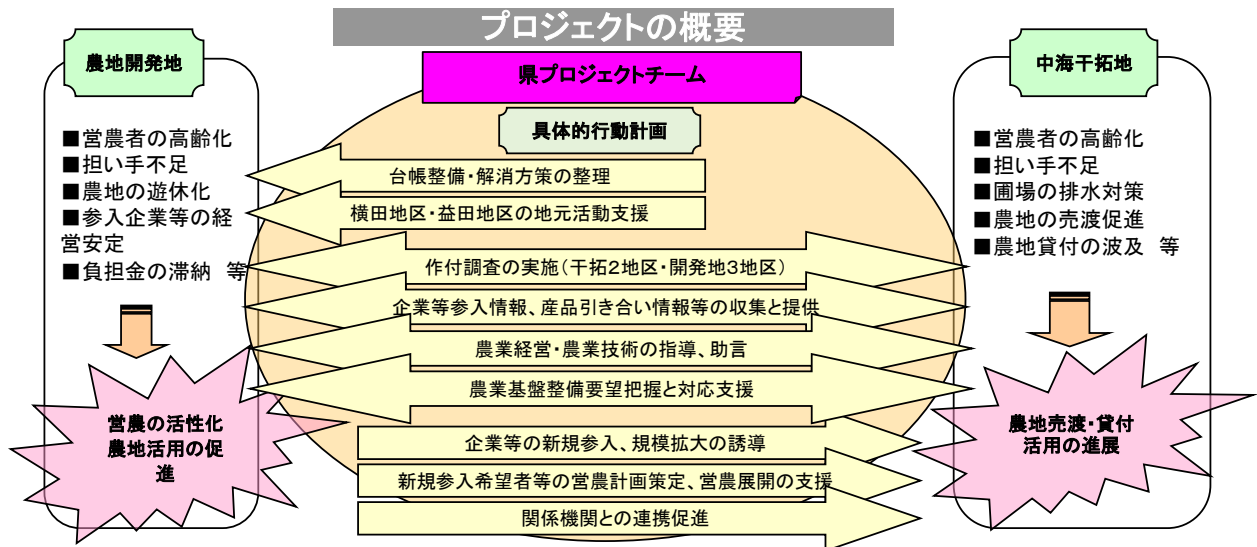 プロジェクトの概要
農地開発地
■営農者の高齢化
■担い手不足
■農地の遊休化
■参入企業等の経
営安定
■負担金の滞納 等
営農の活性化
農地活用の促
進
県プロジェクトチーム
具体的行動計画
台帳整備・解消方策の整理
横田地区・益田地区の地元活動支援
作付調査の実施(干拓2地区・開発地3地区)
企業等参入情報、産品引き合い情報等の収集と提供
農業経営・農業技術の指導、助言
農業基盤整備要望把握と対応支援
企業等の新規参入、規模拡大の誘導
新規参入希望者等の営農計画策定、営農展開の支援
関係機関との連携促進
中海干拓地
■営農者の高齢化
■担い手不足
■圃場の排水対策
■農地の売渡促進
■農地貸付の波及 等
農地売渡・貸付
活用の進展